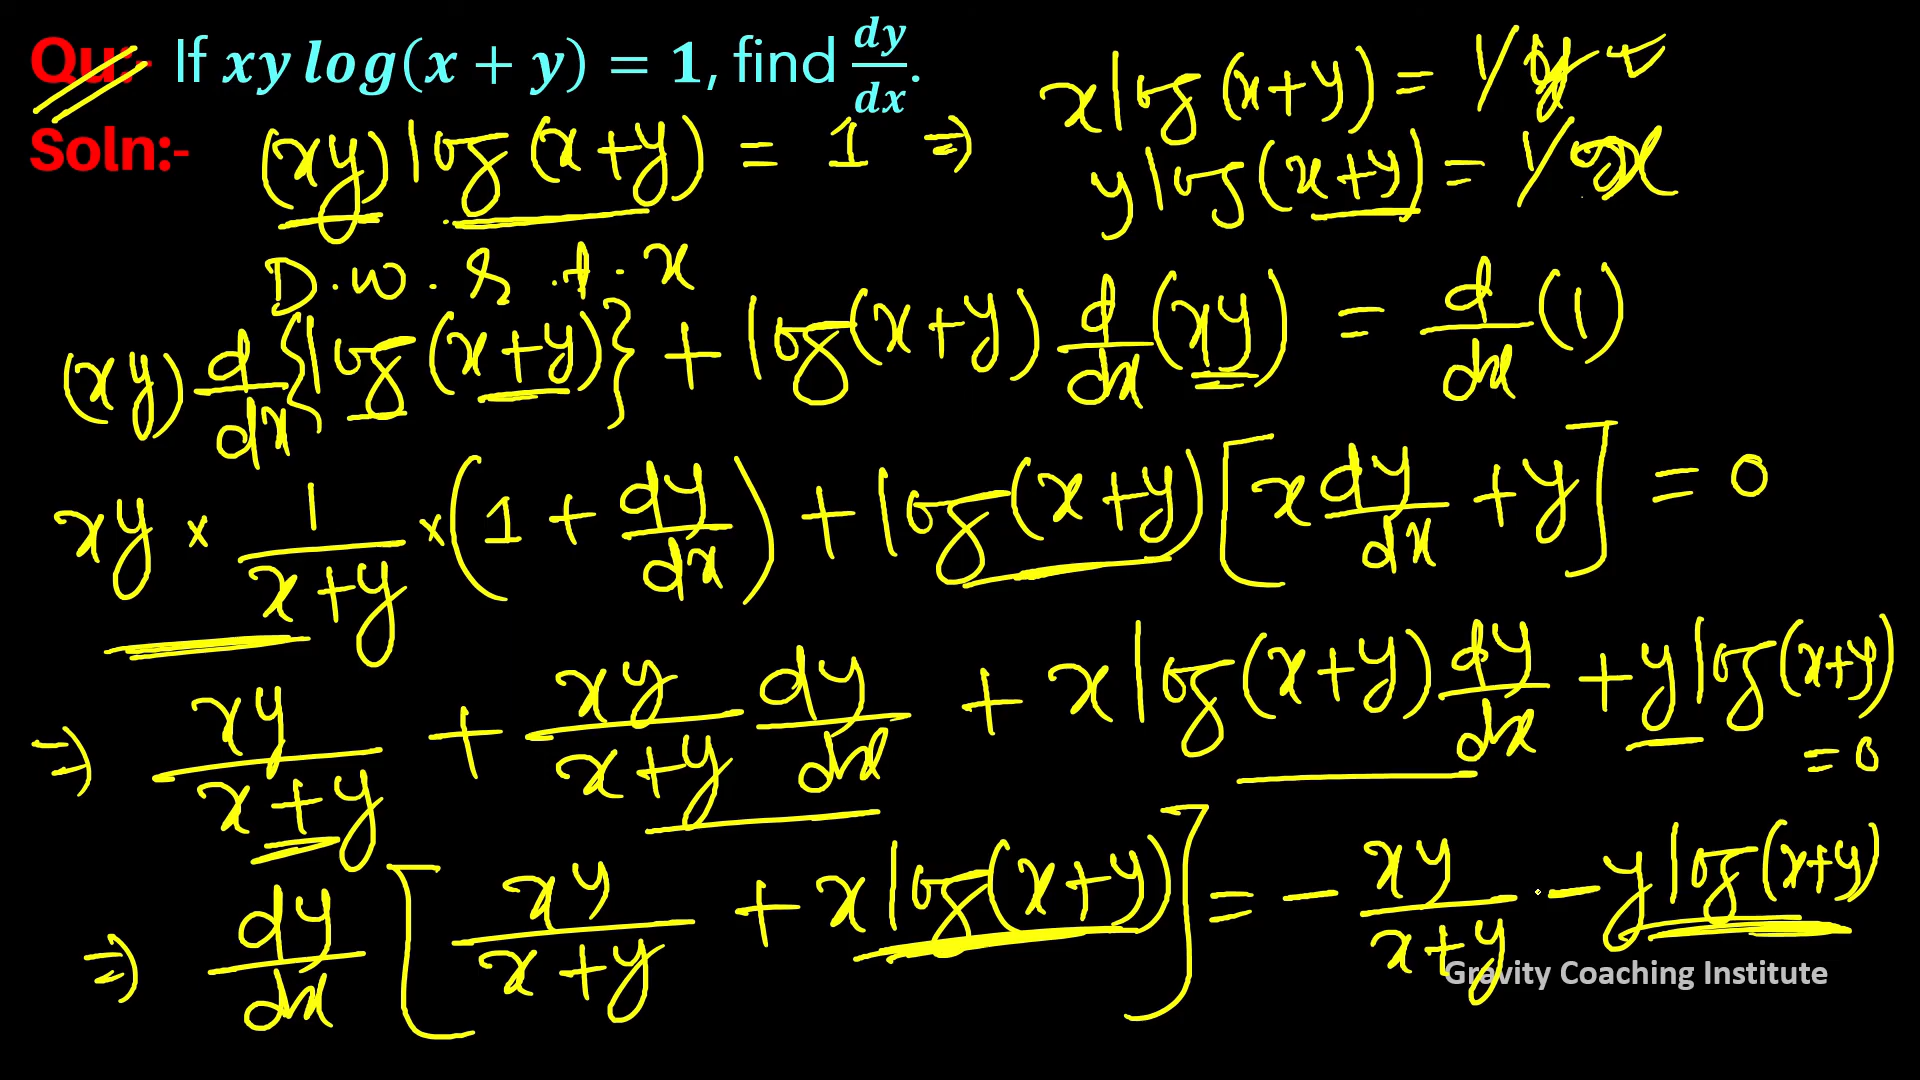 Qu:- If xy log(x + y) = 1, find dy/dx.
x log (x+y) = 1/y
Soln:- (xy) log (x+y) = 1 ⇒
y log (x+y) = 1/x
D.w.r.t.x
(xy) d/dx {log (x+y)} + log(x+y) d/dx (xy) = d/dx (1)
xy × 1/x+y × (1 + dy/dx) + log(x+y) [x dy/dx + y] = 0
⇒ xy/x+y + xy/x+y dy/dx + x log(x+y) dy/dx + y log(x+y)
= 0
⇒ dy/dx [xy/x+y + x log(x+y)] = - xy/x+y - y log(x+y)
Gravity Coaching Institute